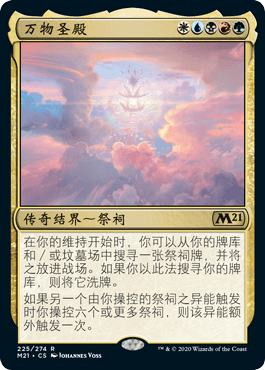 万物圣殿
传奇结界～祭祠
M21
在你的维持开始时，你可以从你的牌库
和／或坟墓场中搜寻一张祭祠牌，并将
之放进战场。如果你以此法搜寻你的牌
库，则将它洗牌。
如果另一个由你操控的祭祠之异能触发
时你操控六个或更多祭祠，则该异能额
外触发一次。
225/274 R
M21 • CS JOHANNES VOSS
™ & © 2020 Wizards of the Coast